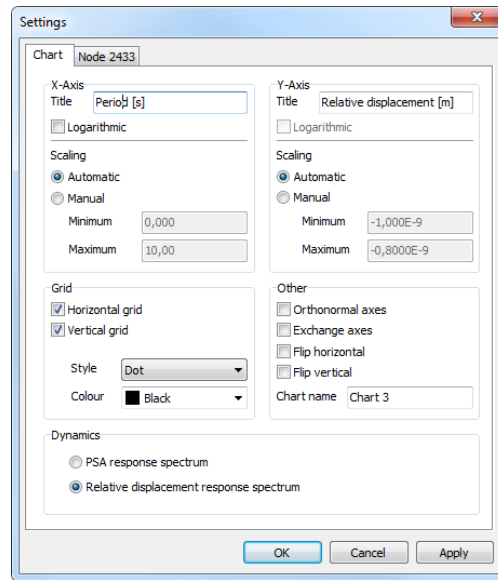 Settings
Chart
Node 2433
X-Axis
Title Period [s]
Logarithmic
Scaling
Automatic
Manual
Minimum 0,000
Maximum 10,00
Y-Axis
Title Relative displacement [m]
Logarithmic
Scaling
Automatic
Manual
Minimum -1,000E-9
Maximum -0,8000E-9
Grid
Horizontal grid
Vertical grid
Style Dot
Colour Black
Other
Orthonormal axes
Exchange axes
Flip horizontal
Flip vertical
Chart name Chart 3
Dynamics
PSA response spectrum
Relative displacement response spectrum
OK Cancel Apply